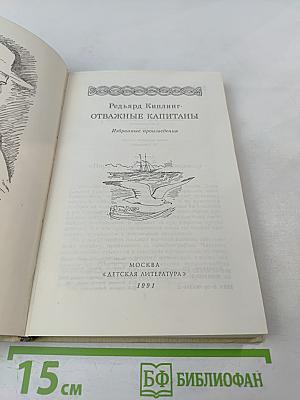 Редьярд Киплинг
ОТВАЖНЫЕ КАПИТАНЫ
Избранные произведения
МОСКВА
«ДЕТСКАЯ ЛИТЕРАТУРА»
1991
15 см
БФ БИБЛИОФАН